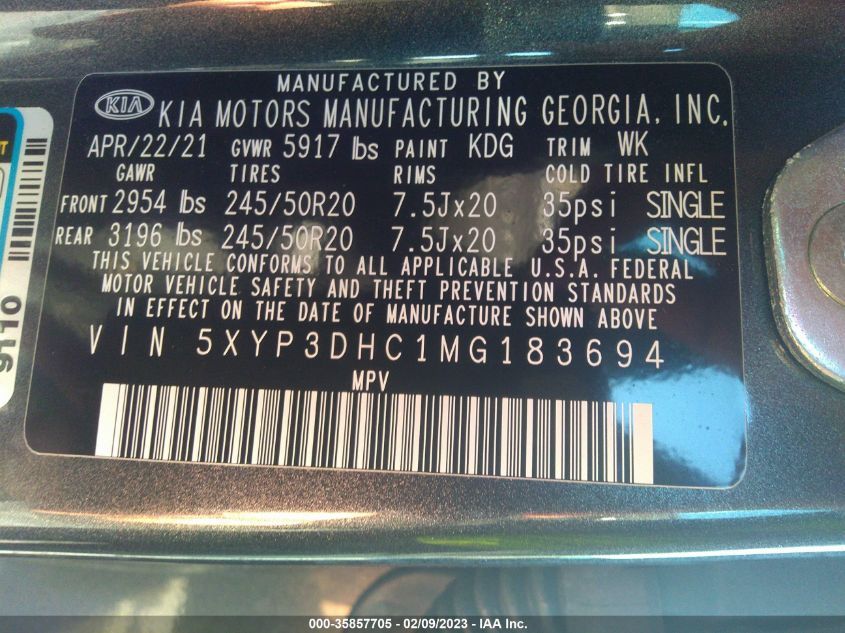 MANUFACTURED BY
KIA KIA MOTORS MANUFACTURING GEORGIA, INC.
APR/22/21 GVWR 5917 lbs PAINT KDG TRIM WK
GAWR TIRES RIMS COLD TIRE INFL
FRONT 2954 lbs 245/50R20 7.5Jx20 35psi SINGLE
REAR 3196 lbs 245/50R20 7.5Jx20 35psi SINGLE
THIS VEHICLE CONFORMS TO ALL APPLICABLE U.S.A. FEDERAL
MOTOR VEHICLE SAFETY AND THEFT PREVENTION STANDARDS
IN EFFECT ON THE DATE OF MANUFACTURE SHOWN ABOVE
VIN 5XYP3DHC1MG183694
MPV
9110
000-35857705 | 02/09/2023 - IAA Inc.